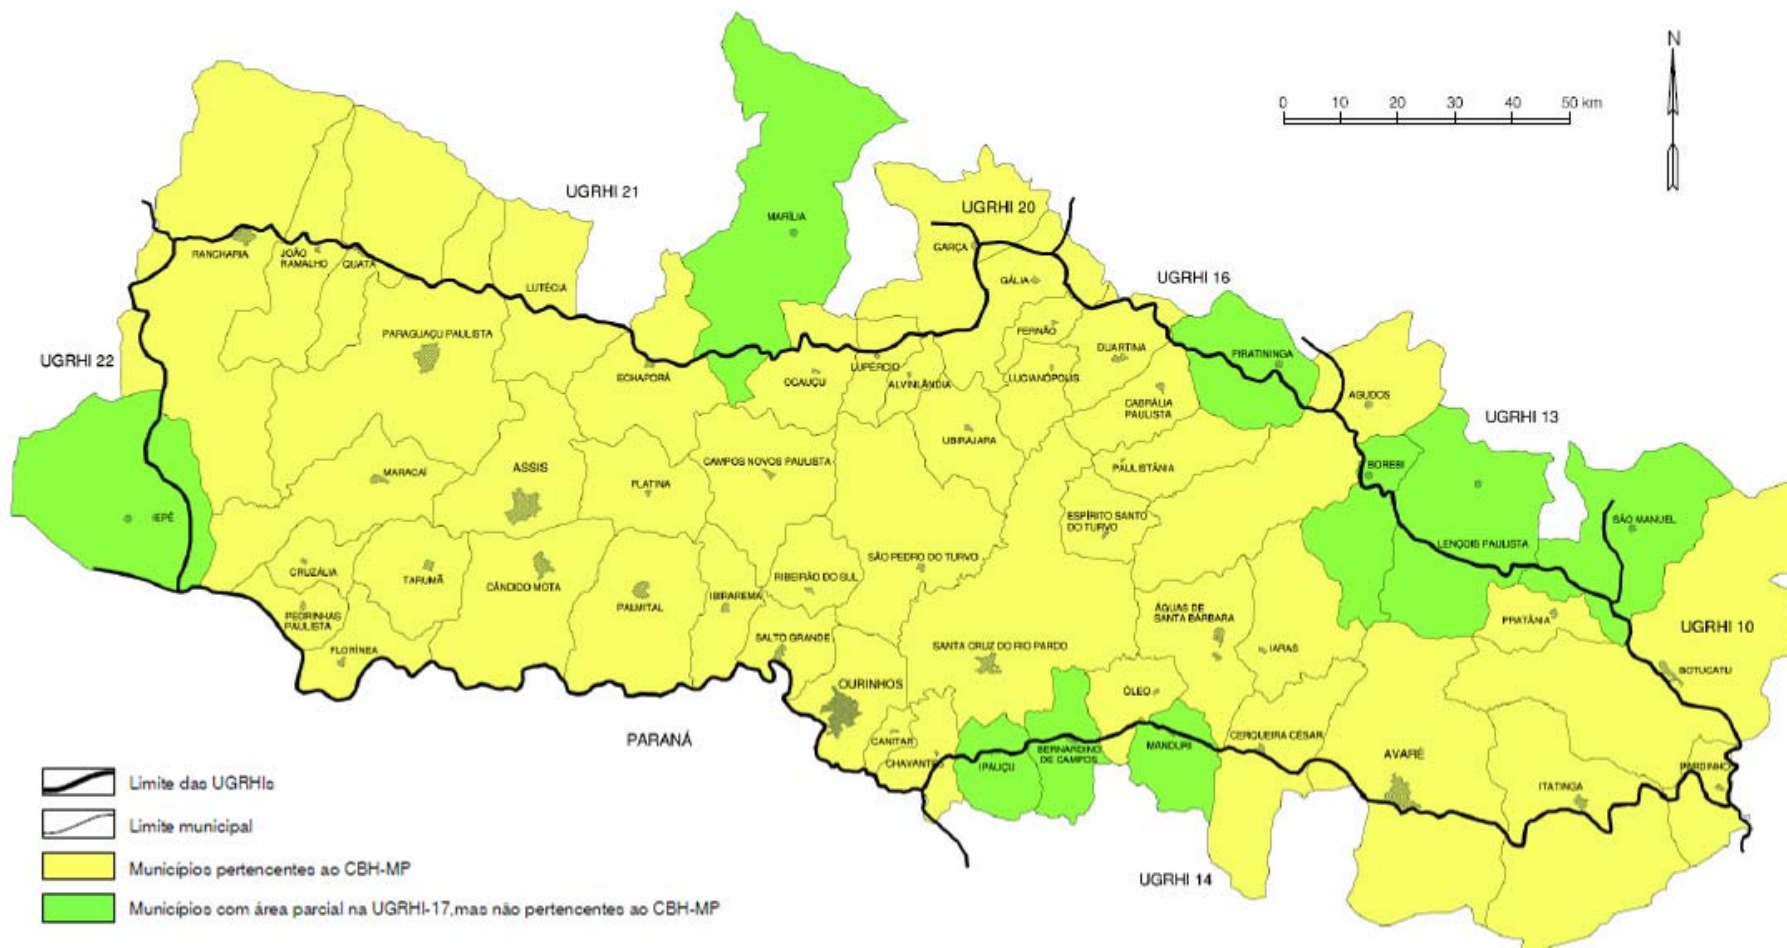 N
0 10 20 30 40 50 km
UGRHI 21
MARÍLIA
UGRHI 20
GARÇA
RANCHARIA
JOÃO
RAMALHO
QUATÁ
LUTÉCIA
GÁLIA
UGRHI 16
PARAGUAÇU PAULISTA
FERNÃO
DUARTINA
PIRATININGA
UGRHI 22
ECHAPORÃ
OCAUÇU
LUPÉRCIO
ALVINLÂNDIA
LUCIANÓPOLIS
AGUDOS
CABRÁLIA
PAULISTA
UGRHI 13
UBIRAJARA
MARACAÍ
ASSIS
PLATINA
CAMPOS NOVOS PAULISTA
PAULISTÂNIA
BOREBI
IEPÊ
ESPÍRITO SANTO
DO TURVO
SÃO MANUEL
LENÇOIS PAULISTA
CRUZÁLIA
TARUMÃ
CÂNDIDO MOTA
PALMITAL
IBIRAREMA
RIBEIRÃO DO SUL
SÃO PEDRO DO TURVO
PEDRINHAS
PAULISTA
FLORÍNEA
SALTO GRANDE
SANTA CRUZ DO RIO PARDO
ÁGUAS DE
SANTA BÁRBARA
IARAS
PRATÂNIA
UGRHI 10
BOTUCATU
OURINHOS
ÓLEO
PARANÁ
CANITAR
CHAVANTES
IPAUÇU
BERNARDINO
DE CAMPOS
MANDURI
CERQUEIRA CÉSAR
AVARÉ
ITATINGA
PARDINHO
UGRHI 14
Limite das UGRHIs
Limite municipal
Municípios pertencentes ao CBH-MP
Municípios com área parcial na UGRHI-17,mas não pertencentes ao CBH-MP